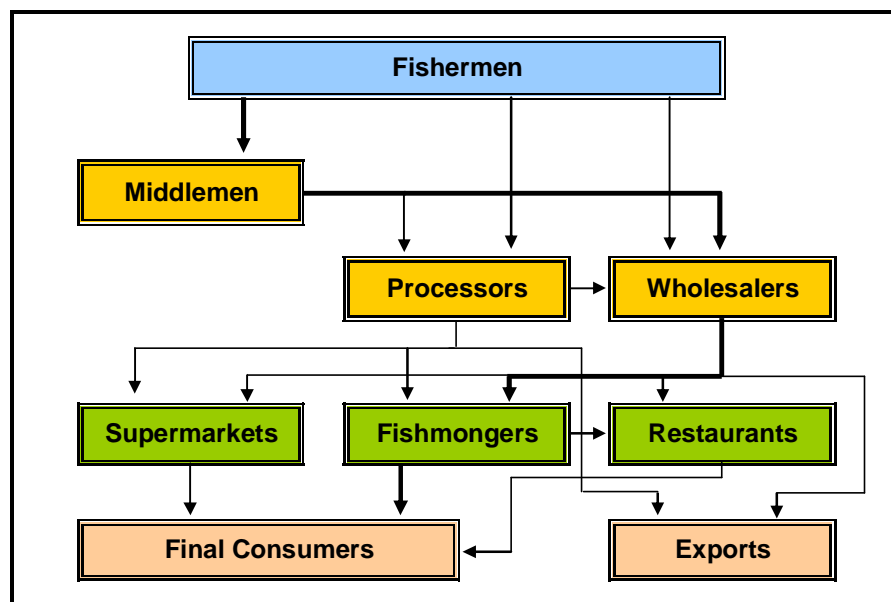 Fishermen
Middlemen
Processors
Wholesalers
Supermarkets
Fishmongers
Restaurants
Final Consumers
Exports